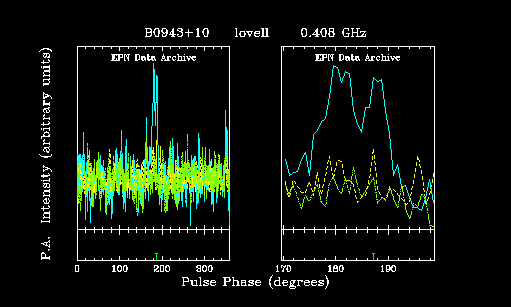 B0943+10 lovell 0.408 GHz
EPN Data Archive EPN Data Archive
P.A. Intensity (arbitrary units)
0 100 200 300 170 180 190
Pulse Phase (degrees)